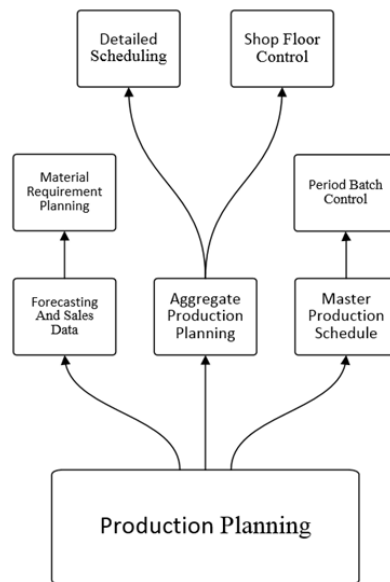 Detailed
Scheduling
Shop Floor
Control
Material
Requirement
Planning
Period Batch
Control
Forecasting
And Sales
Data
Aggregate
Production
Planning
Master
Production
Schedule
Production Planning